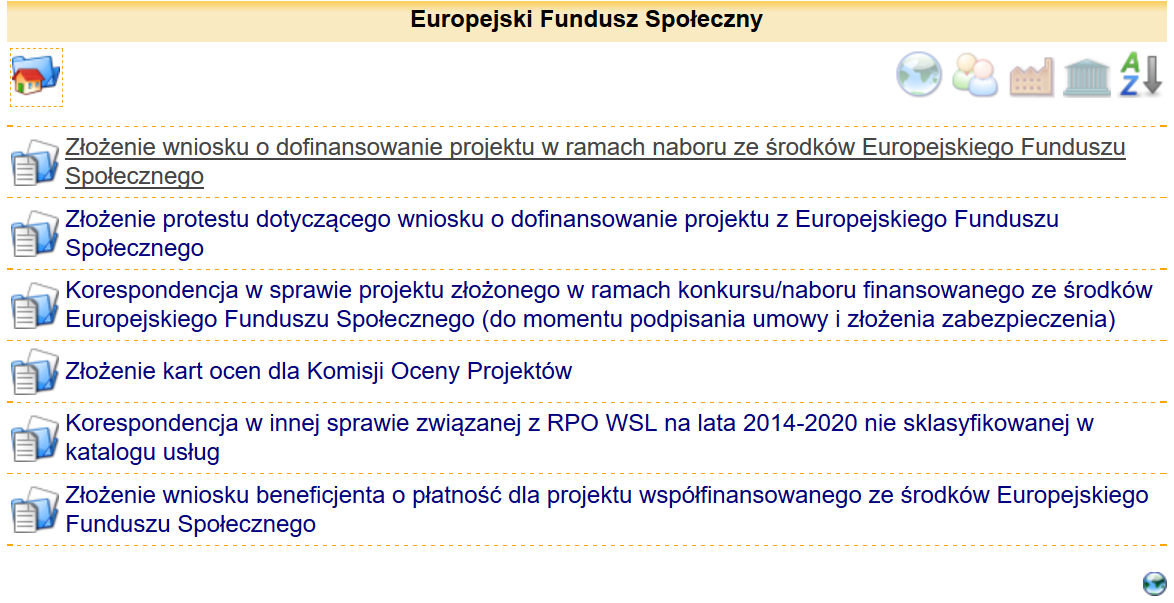 Europejski Fundusz Społeczny
A
Z
Złożenie wniosku o dofinansowanie projektu w ramach naboru ze środków Europejskiego Funduszu
Społecznego
Złożenie protestu dotyczącego wniosku o dofinansowanie projektu z Europejskiego Funduszu
Społecznego
Korespondencja w sprawie projektu złożonego w ramach konkursu/naboru finansowanego ze środków
Europejskiego Funduszu Społecznego (do momentu podpisania umowy i złożenia zabezpieczenia)
Złożenie kart ocen dla Komisji Oceny Projektów
Korespondencja w innej sprawie związanej z RPO WSL na lata 2014-2020 nie sklasyfikowanej w
katalogu usług
Złożenie wniosku beneficjenta o płatność dla projektu współfinansowanego ze środków Europejskiego
Funduszu Społecznego